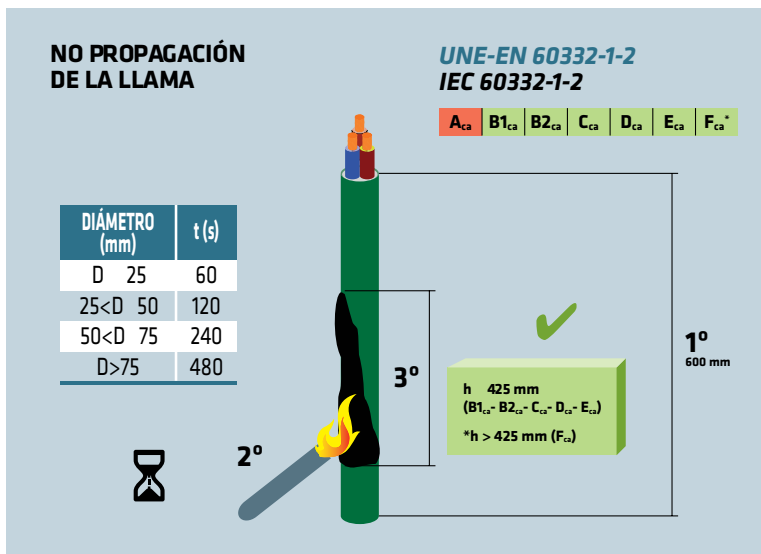 NO PROPAGACIÓN
DE LA LLAMA
UNE-EN 60332-1-2
IEC 60332-1-2
Aca B1ca B2ca Cca Dca Eca Fca*
DIÁMETRO
(mm)
t (s)
D 25 60
25<D 50 120
50<D 75 240
D>75 480
1º
600 mm
3º
h 425 mm
(B1ca- B2ca- Cca- Dca- Eca)
*h > 425 mm (Fca)
2º